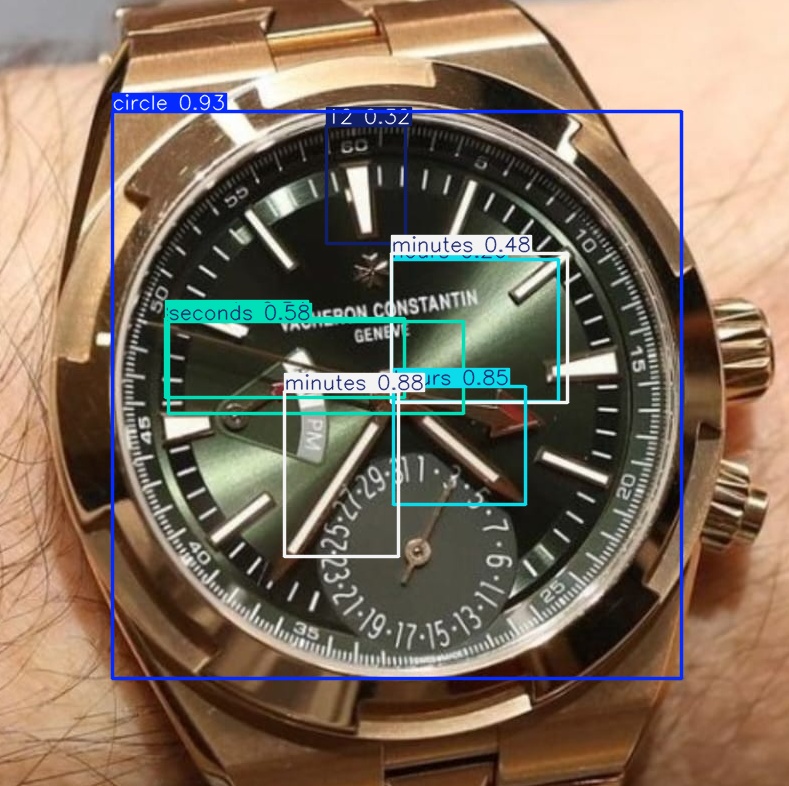 circle 0.93
12 0.32
60
5
55
10
minutes 0.48
50
seconds 0.58
VACHERON CONSTANTIN
GENEVE
15
minutes 0.88
urs 0.85
45
PM
29 · 31 1 · 3 · 5 · 7 · 9 · 11 · 13 · 15 · 17 · 19 · 21 · 23 · 25 · 27
20
40
25
35